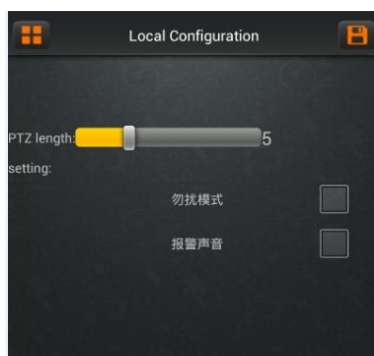 Local Configuration
PTZ length: 5
setting:
勿扰模式
报警声音